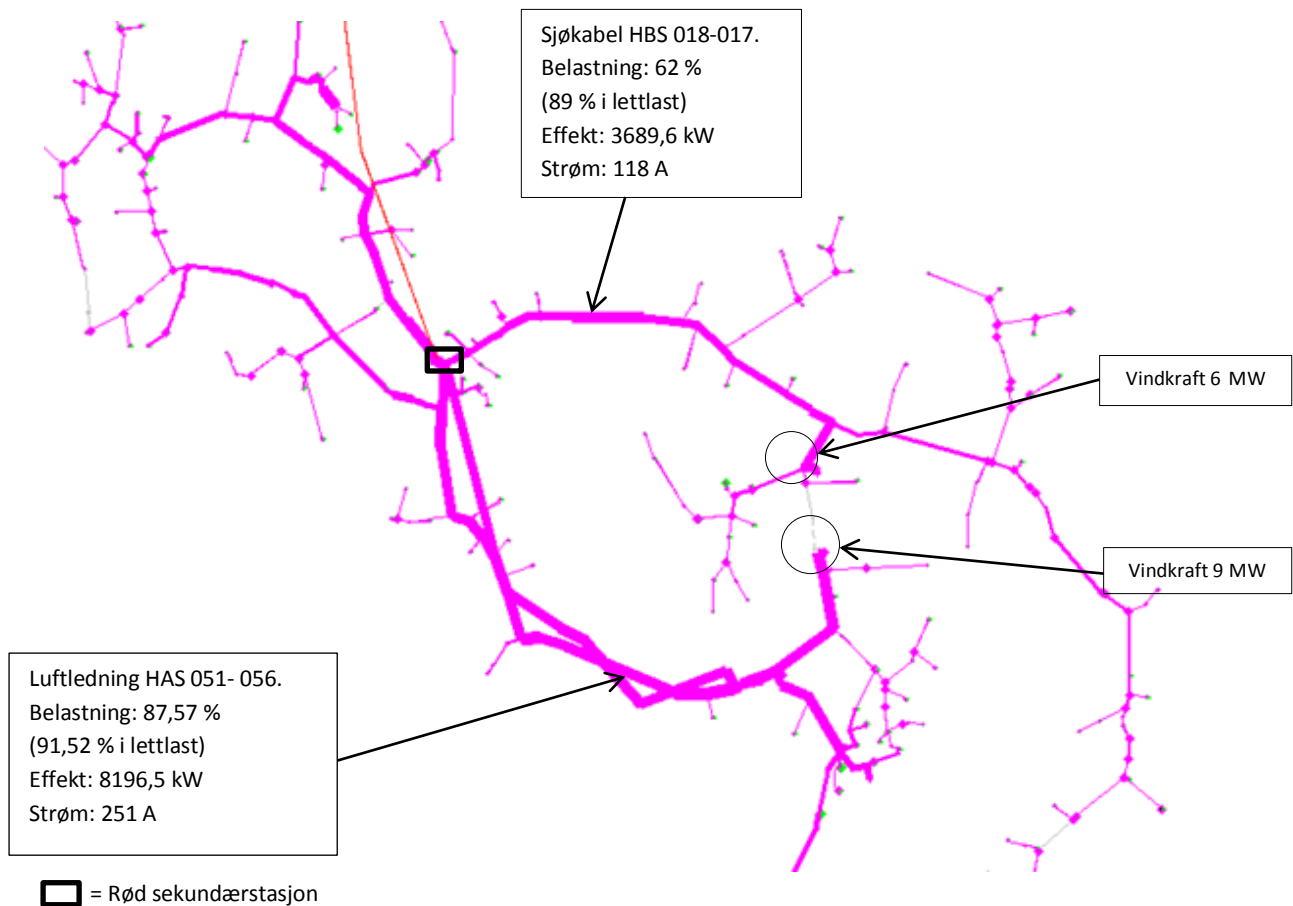 Sjøkabel HBS 018-017.
Belastning: 62 %
(89 % i lettlast)
Effekt: 3689,6 kW
Strøm: 118 A
Vindkraft 6 MW
Vindkraft 9 MW
Luftledning HAS 051- 056.
Belastning: 87,57 %
(91,52 % i lettlast)
Effekt: 8196,5 kW
Strøm: 251 A
= Rød sekundærstasjon